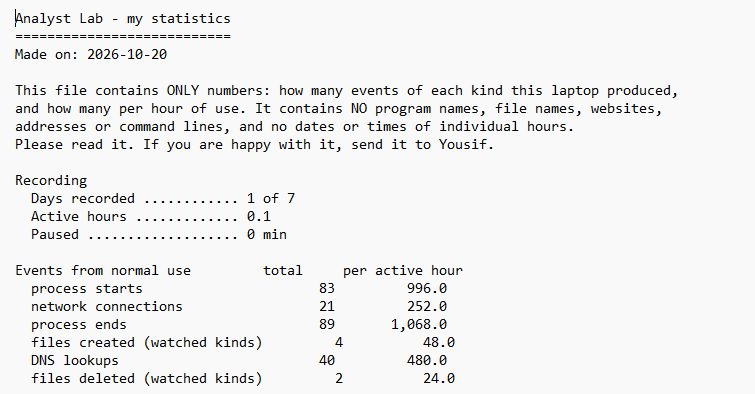 Analyst Lab - my statistics
===========================
Made on: 2026-10-20

This file contains ONLY numbers: how many events of each kind this laptop produced,
and how many per hour of use. It contains NO program names, file names, websites,
addresses or command lines, and no dates or times of individual hours.
Please read it. If you are happy with it, send it to Yousif.

Recording
  Days recorded ............ 1 of 7
  Active hours ............. 0.1
  Paused ................... 0 min

Events from normal use         total     per active hour
  process starts                      83         996.0
  network connections                 21         252.0
  process ends                        89       1,068.0
  files created (watched kinds)         4          48.0
  DNS lookups                         40         480.0
  files deleted (watched kinds)         2          24.0